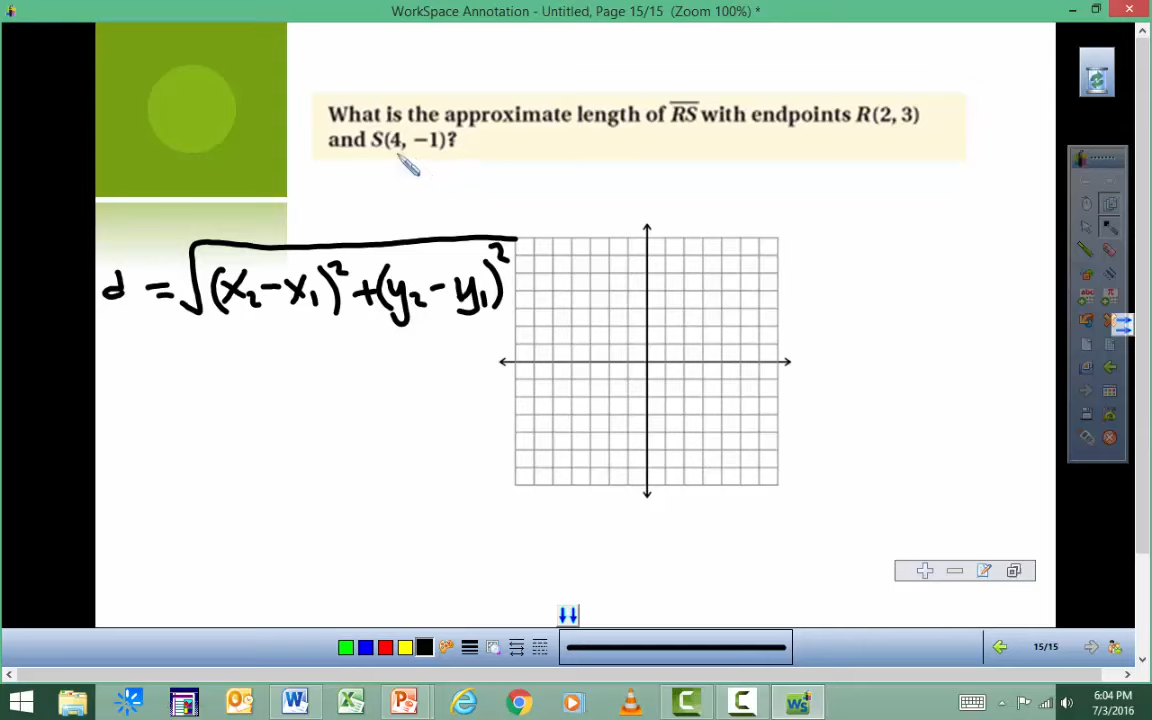 WorkSpace Annotation - Untitled, Page 15/15 (Zoom 100%) *
What is the approximate length of RS with endpoints R(2, 3)
and S(4, −1)?
d = √(x₂ − x₁)² + (y₂ − y₁)²
15/15
6:04 PM
7/3/2016